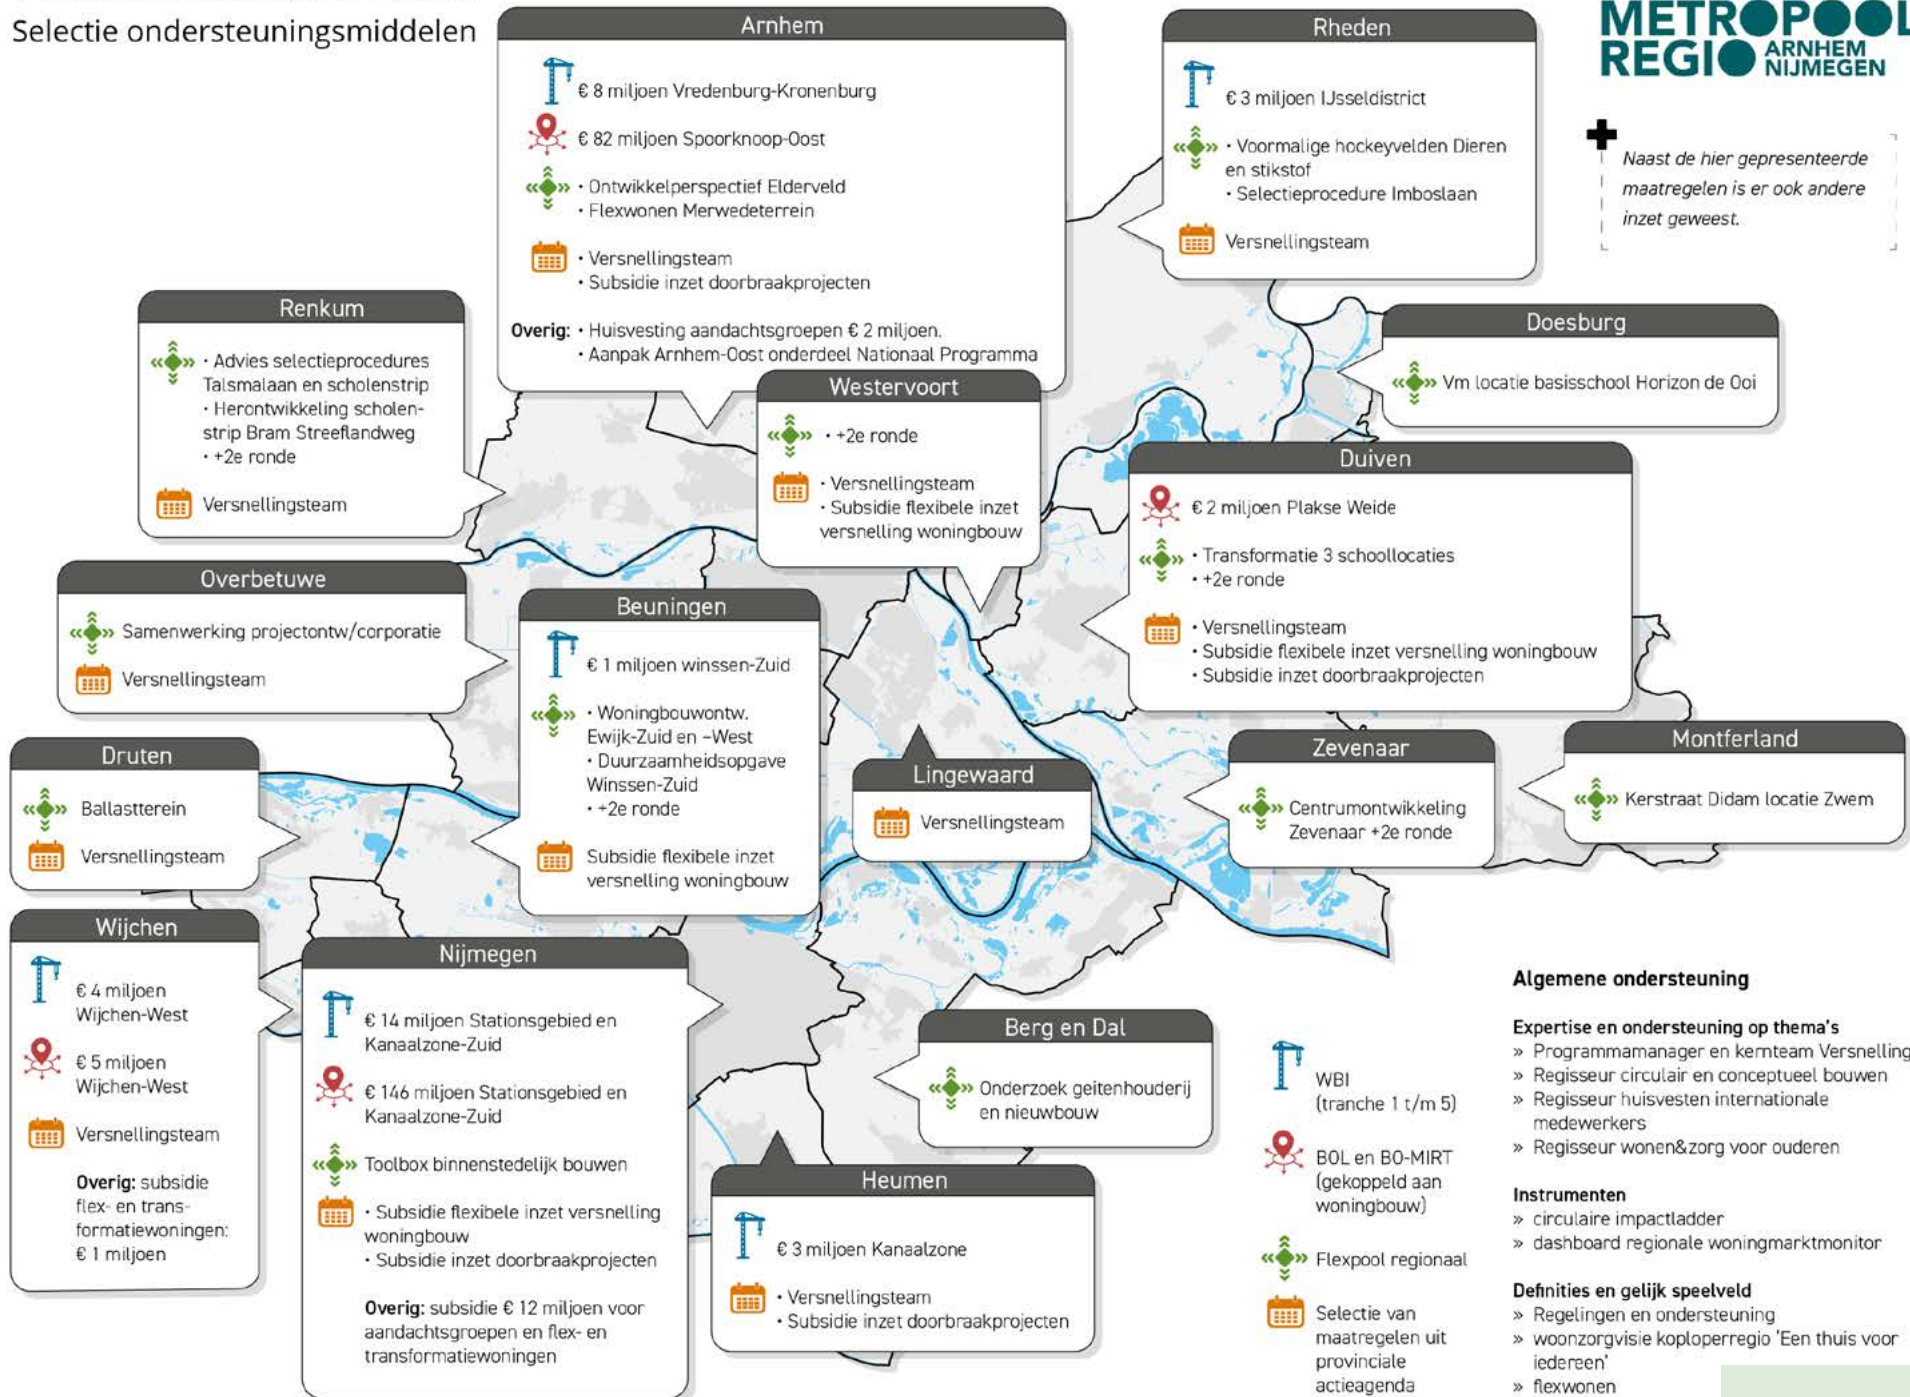 Selectie ondersteuningsmiddelen
METROPOOL
REGIO ARNHEM
NIJMEGEN
Naast de hier gepresenteerde
maatregelen is er ook andere
inzet geweest.
Arnhem
€ 8 miljoen Vredenburg-Kronenburg
€ 82 miljoen Spoorknoop-Oost
• Ontwikkelperspectief Elderveld
• Flexwonen Merwedeterrein
• Versnellingsteam
• Subsidie inzet doorbraakprojecten
Overig: • Huisvesting aandachtsgroepen € 2 miljoen.
• Aanpak Arnhem-Oost onderdeel Nationaal Programma
Rheden
€ 3 miljoen IJsseldistrict
• Voormalige hockeyvelden Dieren
en stikstof
• Selectieprocedure Imboslaan
Versnellingsteam
Renkum
• Advies selectieprocedures
Talsmalaan en scholenstrip
• Herontwikkeling scholen-
strip Bram Streeflandweg
• +2e ronde
Versnellingsteam
Westervoort
• +2e ronde
• Versnellingsteam
• Subsidie flexibele inzet
versnelling woningbouw
Doesburg
Vm locatie basisschool Horizon de Ooi
Duiven
€ 2 miljoen Plakse Weide
• Transformatie 3 schoollocaties
• +2e ronde
• Versnellingsteam
• Subsidie flexibele inzet versnelling woningbouw
• Subsidie inzet doorbraakprojecten
Overbetuwe
Samenwerking projectontw/corporatie
Versnellingsteam
Beuningen
€ 1 miljoen winssen-Zuid
• Woningbouwontw.
Ewijk-Zuid en –West
• Duurzaamheidsopgave
Winssen-Zuid
• +2e ronde
Subsidie flexibele inzet
versnelling woningbouw
Druten
Ballastterein
Versnellingsteam
Lingewaard
Versnellingsteam
Zevenaar
Centrumontwikkeling
Zevenaar +2e ronde
Montferland
Kerstraat Didam locatie Zwem
Wijchen
€ 4 miljoen
Wijchen-West
€ 5 miljoen
Wijchen-West
Versnellingsteam
Overig: subsidie
flex- en trans-
formatiewoningen:
€ 1 miljoen
Nijmegen
€ 14 miljoen Stationsgebied en
Kanaalzone-Zuid
€ 146 miljoen Stationsgebied en
Kanaalzone-Zuid
Toolbox binnenstedelijk bouwen
• Subsidie flexibele inzet versnelling
woningbouw
• Subsidie inzet doorbraakprojecten
Overig: subsidie € 12 miljoen voor
aandachtsgroepen en flex- en
transformatiewoningen
Berg en Dal
Onderzoek geitenhouderij
en nieuwbouw
Heumen
€ 3 miljoen Kanaalzone
• Versnellingsteam
• Subsidie inzet doorbraakprojecten
WBI
(tranche 1 t/m 5)
BOL en BO-MIRT
(gekoppeld aan
woningbouw)
Flexpool regionaal
Selectie van
maatregelen uit
provinciale
actieagenda
Algemene ondersteuning
Expertise en ondersteuning op thema's
» Programmamanager en kernteam Versnelling
» Regisseur circulair en conceptueel bouwen
» Regisseur huisvesten internationale
medewerkers
» Regisseur wonen&zorg voor ouderen
Instrumenten
» circulaire impactladder
» dashboard regionale woningmarktmonitor
Definities en gelijk speelveld
» Regelingen en ondersteuning
» woonzorgvisie koploperregio 'Een thuis voor
iedereen'
» flexwonen